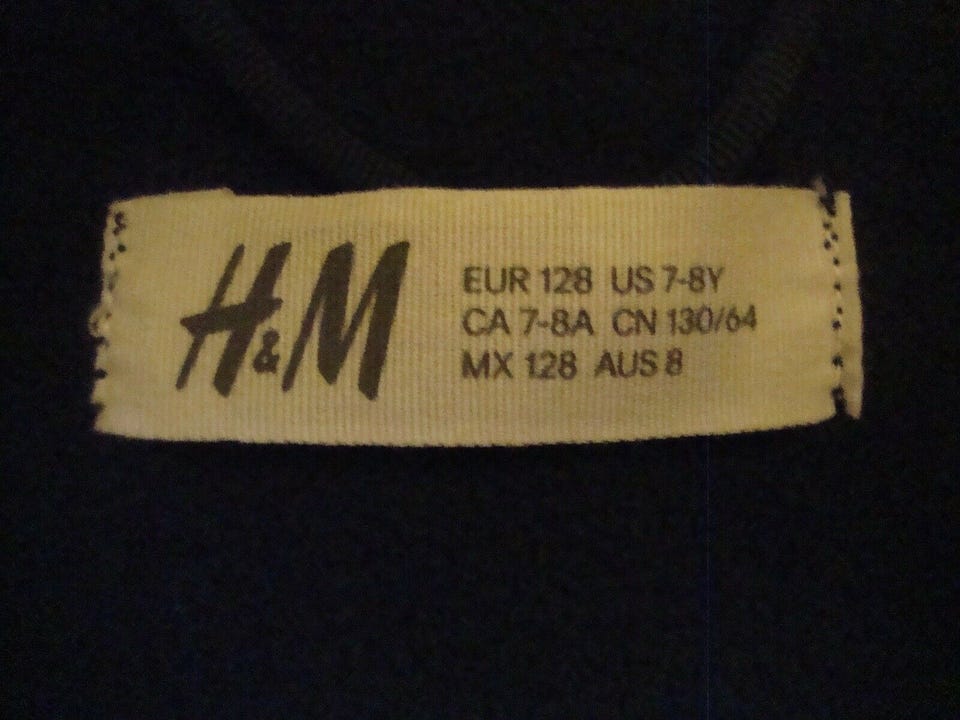 H&M
EUR 128 US 7-8Y
CA 7-8A CN 130/64
MX 128 AUS 8